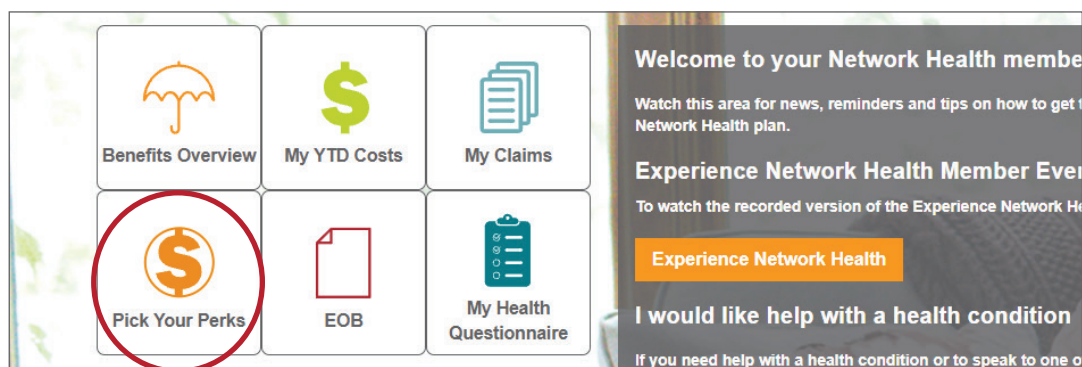 Benefits Overview
My YTD Costs
My Claims
Pick Your Perks
EOB
My Health
Questionnaire
Welcome to your Network Health
Watch this area for news, reminders and tips on how to get
Network Health plan.
Experience Network Health Member
To watch the recorded version of the Experience Network
Experience Network Health
I would like help with a health condition
If you need help with a health condition or to speak to one